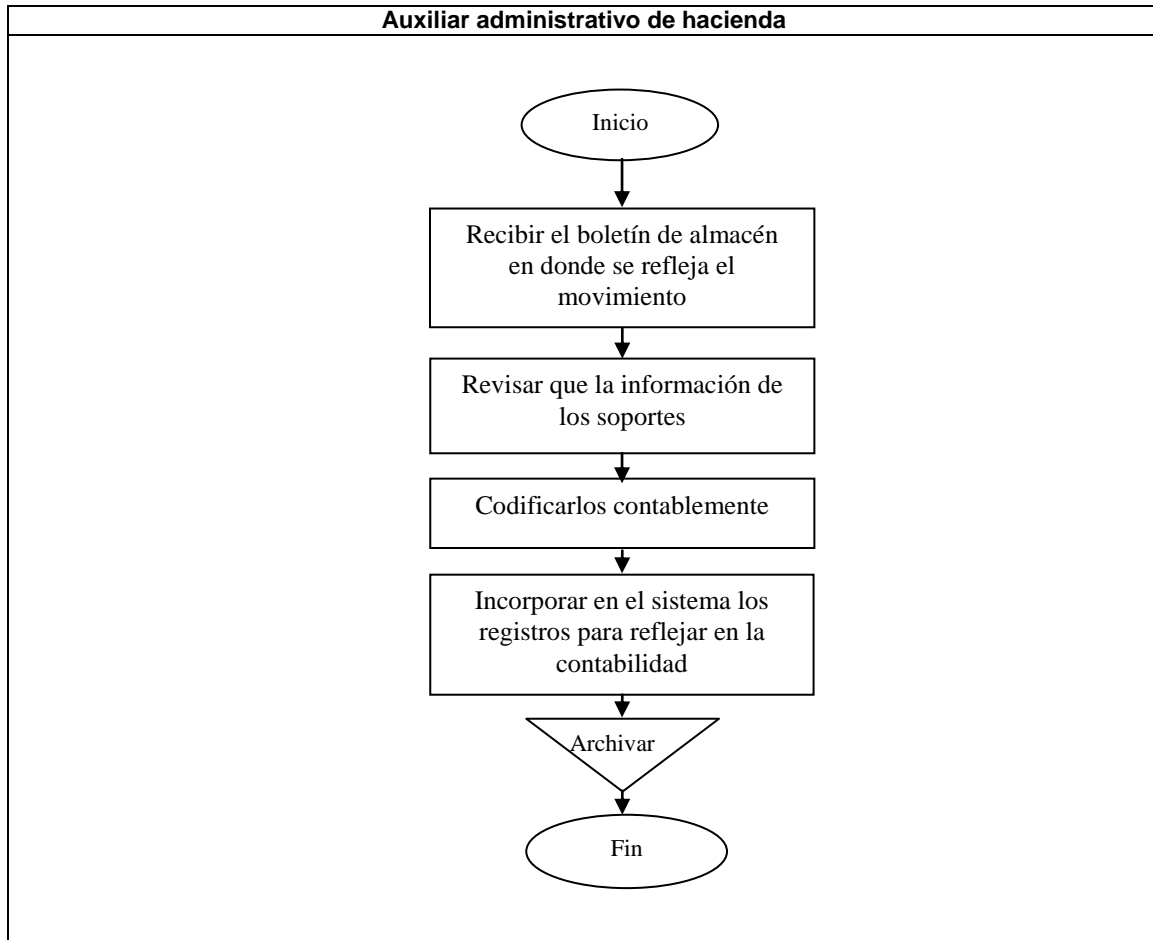 Auxiliar administrativo de hacienda
Inicio
Recibir el boletín de almacén
en donde se refleja el
movimiento
Revisar que la información de
los soportes
Codificarlos contablemente
Incorporar en el sistema los
registros para reflejar en la
contabilidad
Archivar
Fin